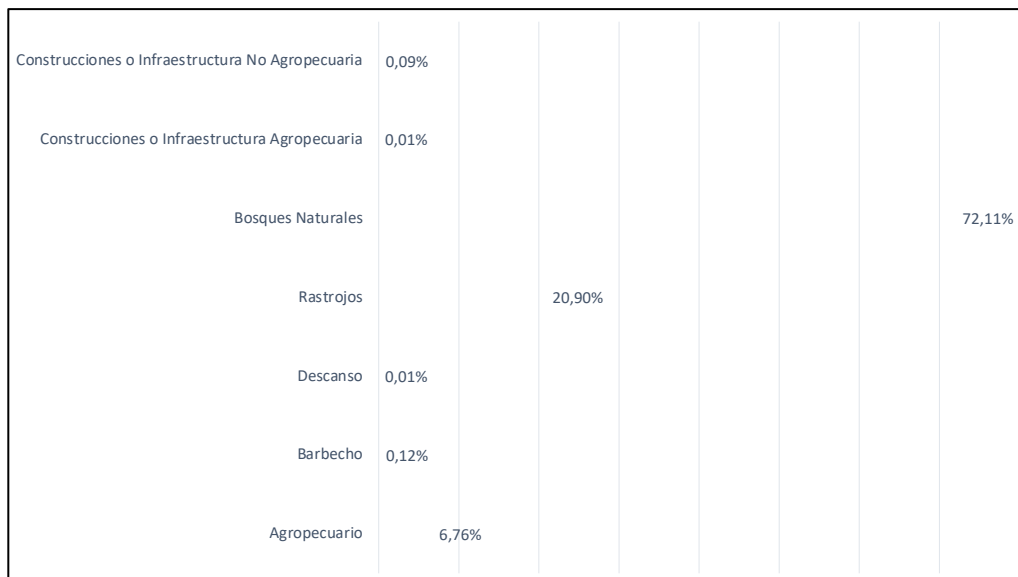 Construcciones o Infraestructura No Agropecuaria 0,09%
Construcciones o Infraestructura Agropecuaria 0,01%
Bosques Naturales 72,11%
Rastrojos 20,90%
Descanso 0,01%
Barbecho 0,12%
Agropecuario 6,76%